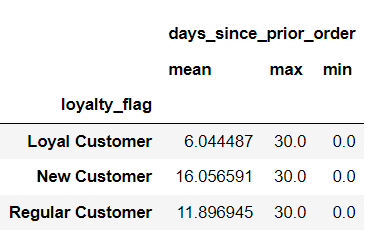 days_since_prior_order
mean max min
loyalty_flag
Loyal Customer 6.044487 30.0 0.0
New Customer 16.056591 30.0 0.0
Regular Customer 11.896945 30.0 0.0